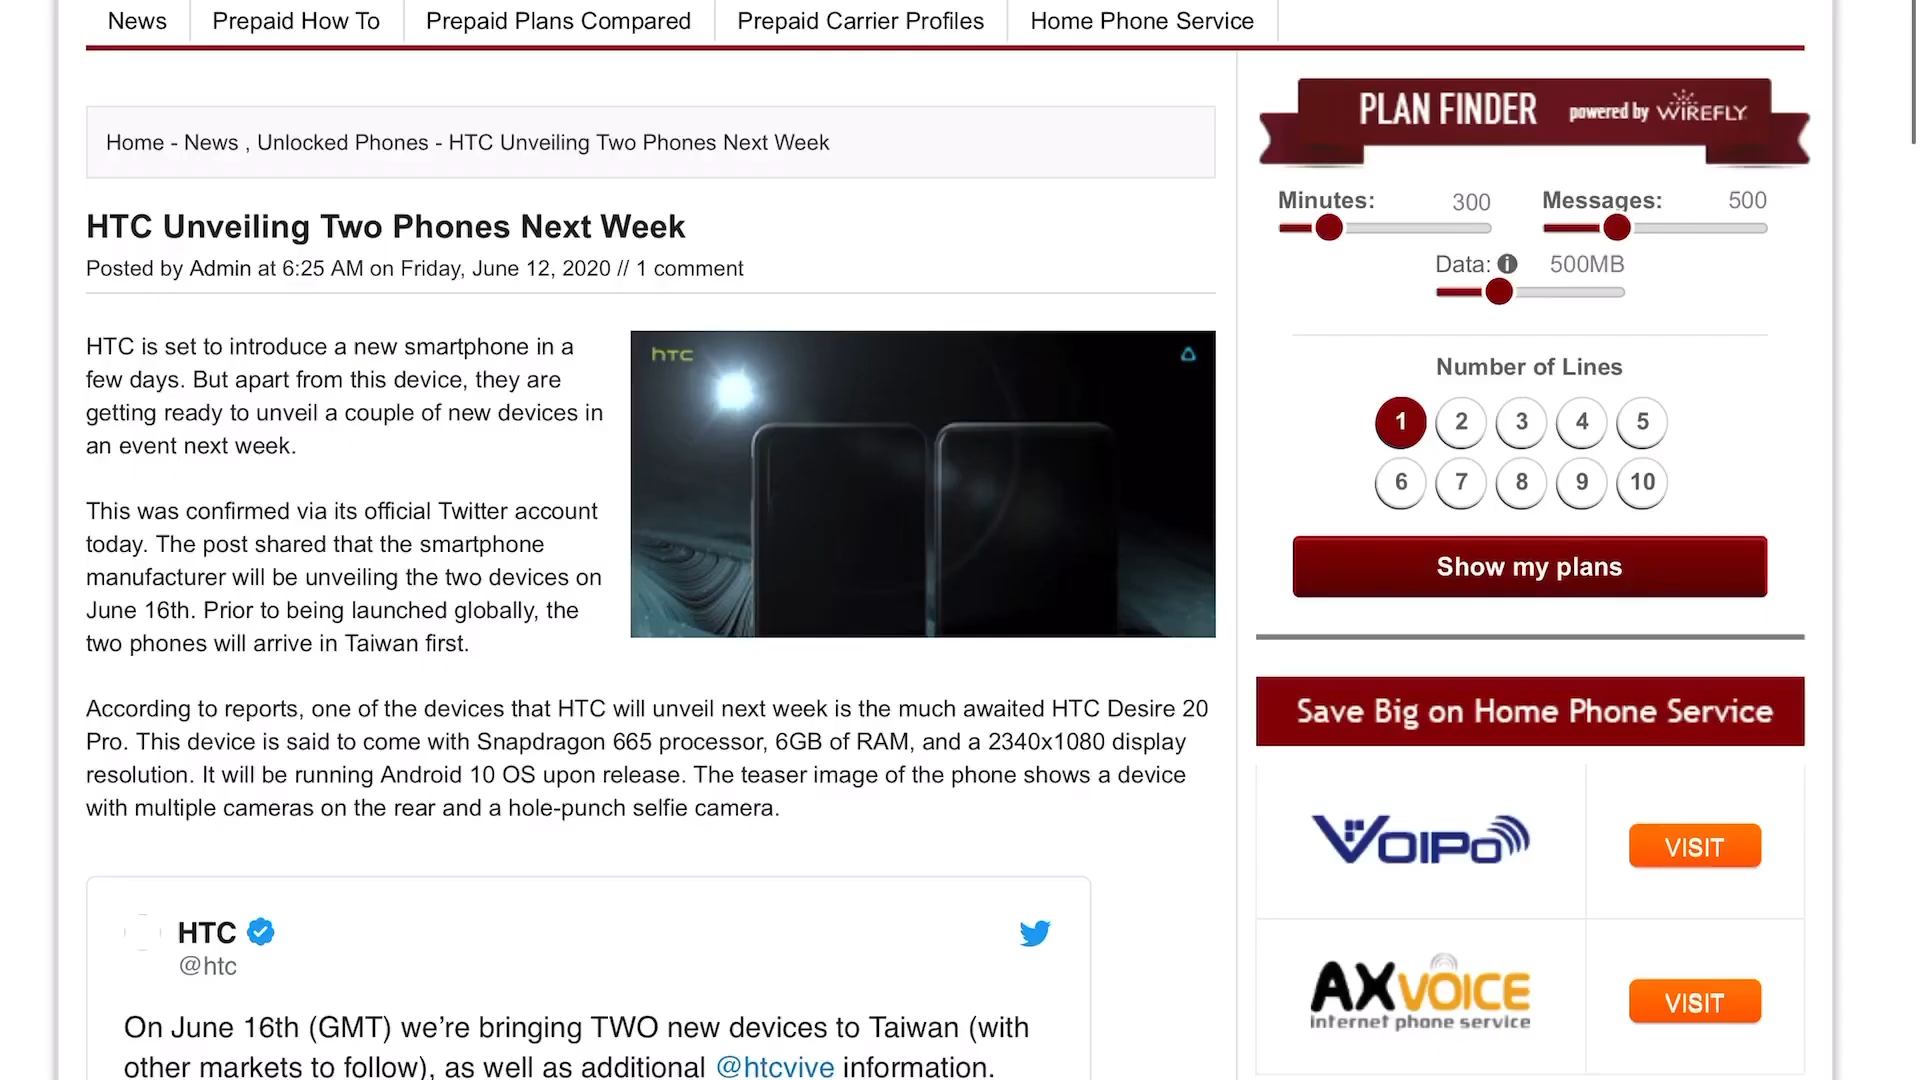 News
Prepaid How To
Prepaid Plans Compared
Prepaid Carrier Profiles
Home Phone Service
Home - News , Unlocked Phones - HTC Unveiling Two Phones Next Week
HTC Unveiling Two Phones Next Week
Posted by Admin at 6:25 AM on Friday, June 12, 2020 // 1 comment
HTC is set to introduce a new smartphone in a
few days. But apart from this device, they are
getting ready to unveil a couple of new devices in
an event next week.
This was confirmed via its official Twitter account
today. The post shared that the smartphone
manufacturer will be unveiling the two devices on
June 16th. Prior to being launched globally, the
two phones will arrive in Taiwan first.
hTC
According to reports, one of the devices that HTC will unveil next week is the much awaited HTC Desire 20
Pro. This device is said to come with Snapdragon 665 processor, 6GB of RAM, and a 2340x1080 display
resolution. It will be running Android 10 OS upon release. The teaser image of the phone shows a device
with multiple cameras on the rear and a hole-punch selfie camera.
HTC
@htc
On June 16th (GMT) we’re bringing TWO new devices to Taiwan (with
other markets to follow), as well as additional @htcvive information.
PLAN FINDER powered by WIREFLY
Minutes: 300
Messages: 500
Data: i 500MB
Number of Lines
1 2 3 4 5
6 7 8 9 10
Show my plans
Save Big on Home Phone Service
VOIPO
VISIT
AXVOICE
internet phone service
VISIT